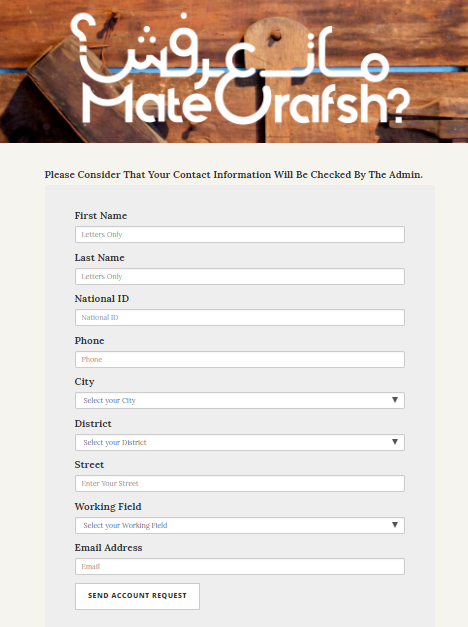 ماتعرفش؟
MateOrafsh?
Please Consider That Your Contact Information Will Be Checked By The Admin.
First Name
Letters Only
Last Name
Letters Only
National ID
National ID
Phone
Phone
City
Select your City
District
Select your District
Street
Enter Your Street
Working Field
Select your Working Field
Email Address
Email
SEND ACCOUNT REQUEST